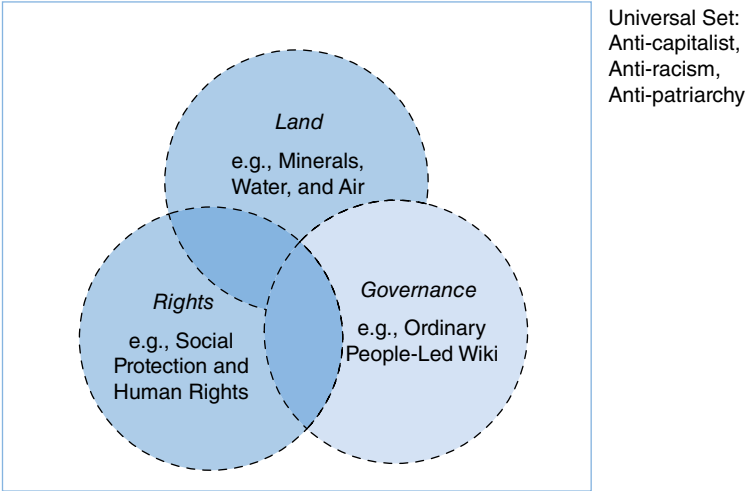 Universal Set:
Anti-capitalist,
Anti-racism,
Anti-patriarchy
Land
e.g., Minerals,
Water, and Air
Rights
e.g., Social
Protection and
Human Rights
Governance
e.g., Ordinary
People-Led Wiki